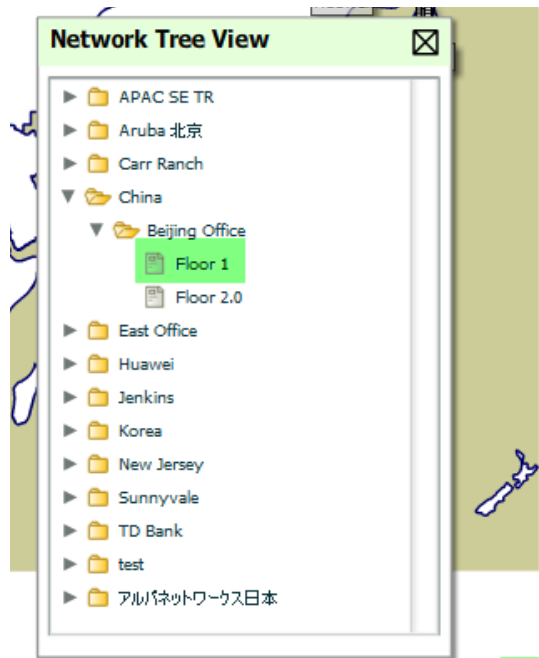 Network Tree View
APAC SE TR
Aruba 北京
Carr Ranch
China
Beijing Office
Floor 1
Floor 2.0
East Office
Huawei
Jenkins
Korea
New Jersey
Sunnyvale
TD Bank
test
アルバネットワークス日本